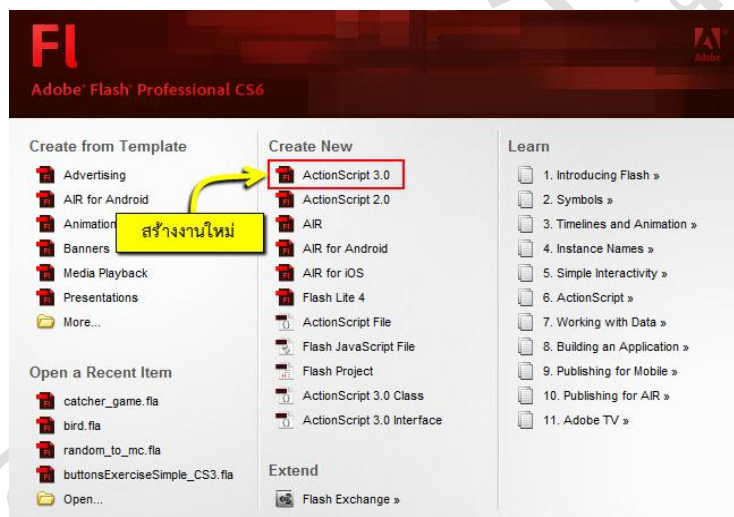 Fl
Adobe
Adobe® Flash® Professional CS6
Create from Template
Advertising
AIR for Android
Animation
Banners
Media Playback
Presentations
More...
Open a Recent Item
catcher_game.fla
bird.fla
random_to_mc.fla
buttonsExerciseSimple_CS3.fla
Open...
สร้างงานใหม่
Create New
ActionScript 3.0
ActionScript 2.0
AIR
AIR for Android
AIR for iOS
Flash Lite 4
ActionScript File
Flash JavaScript File
Flash Project
ActionScript 3.0 Class
ActionScript 3.0 Interface
Extend
Flash Exchange »
Learn
1. Introducing Flash »
2. Symbols »
3. Timelines and Animation »
4. Instance Names »
5. Simple Interactivity »
6. ActionScript »
7. Working with Data »
8. Building an Application »
9. Publishing for Mobile »
10. Publishing for AIR »
11. Adobe TV »